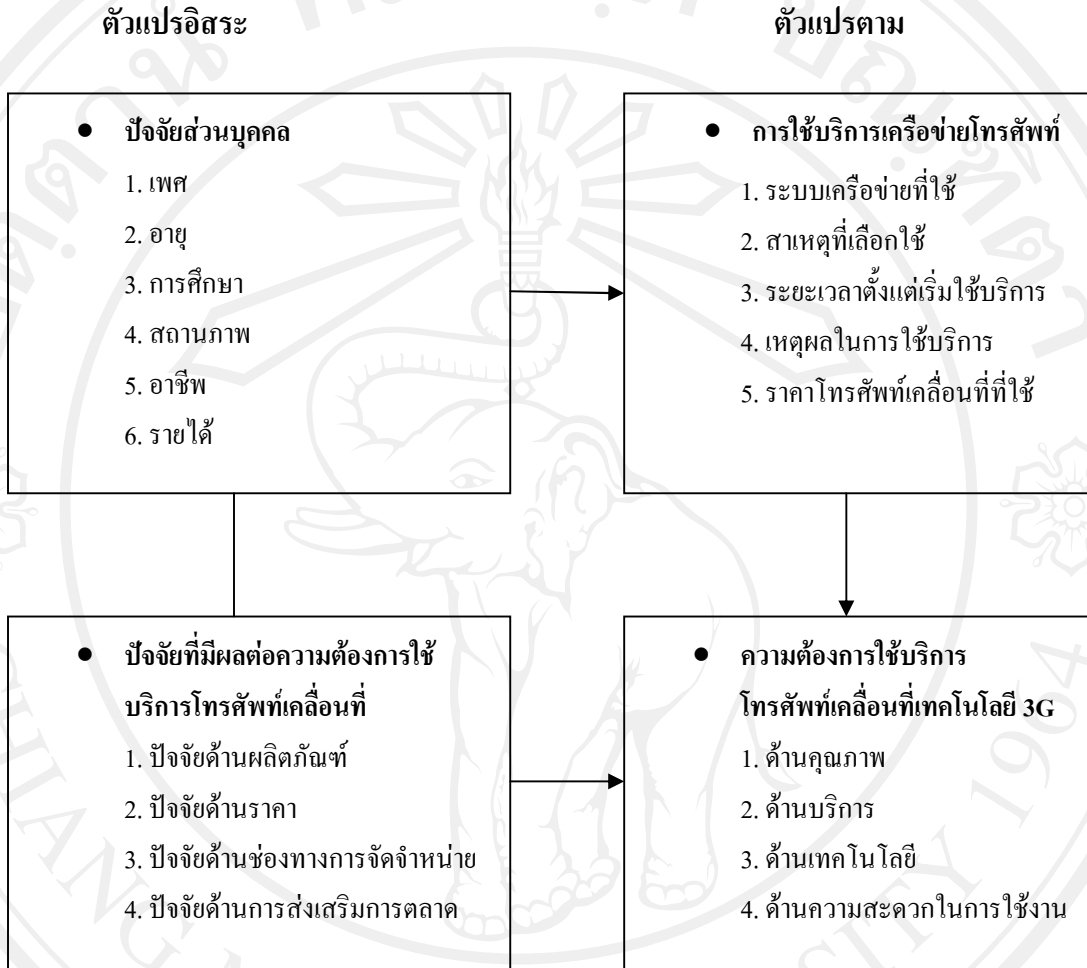 ตัวแปรอิสระ
ตัวแปรตาม
● ปัจจัยส่วนบุคคล
1. เพศ
2. อายุ
3. การศึกษา
4. สถานภาพ
5. อาชีพ
6. รายได้
● การใช้บริการเครือข่ายโทรศัพท์
1. ระบบเครือข่ายที่ใช้
2. สาเหตุที่เลือกใช้
3. ระยะเวลาตั้งแต่เริ่มใช้บริการ
4. เหตุผลในการใช้บริการ
5. ราคาโทรศัพท์เคลื่อนที่ที่ใช้
● ปัจจัยที่มีผลต่อความต้องการใช้
บริการโทรศัพท์เคลื่อนที่
1. ปัจจัยด้านผลิตภัณฑ์
2. ปัจจัยด้านราคา
3. ปัจจัยด้านช่องทางการจัดจำหน่าย
4. ปัจจัยด้านการส่งเสริมการตลาด
● ความต้องการใช้บริการ
โทรศัพท์เคลื่อนที่เทคโนโลยี 3G
1. ด้านคุณภาพ
2. ด้านบริการ
3. ด้านเทคโนโลยี
4. ด้านความสะดวกในการใช้งาน
1964